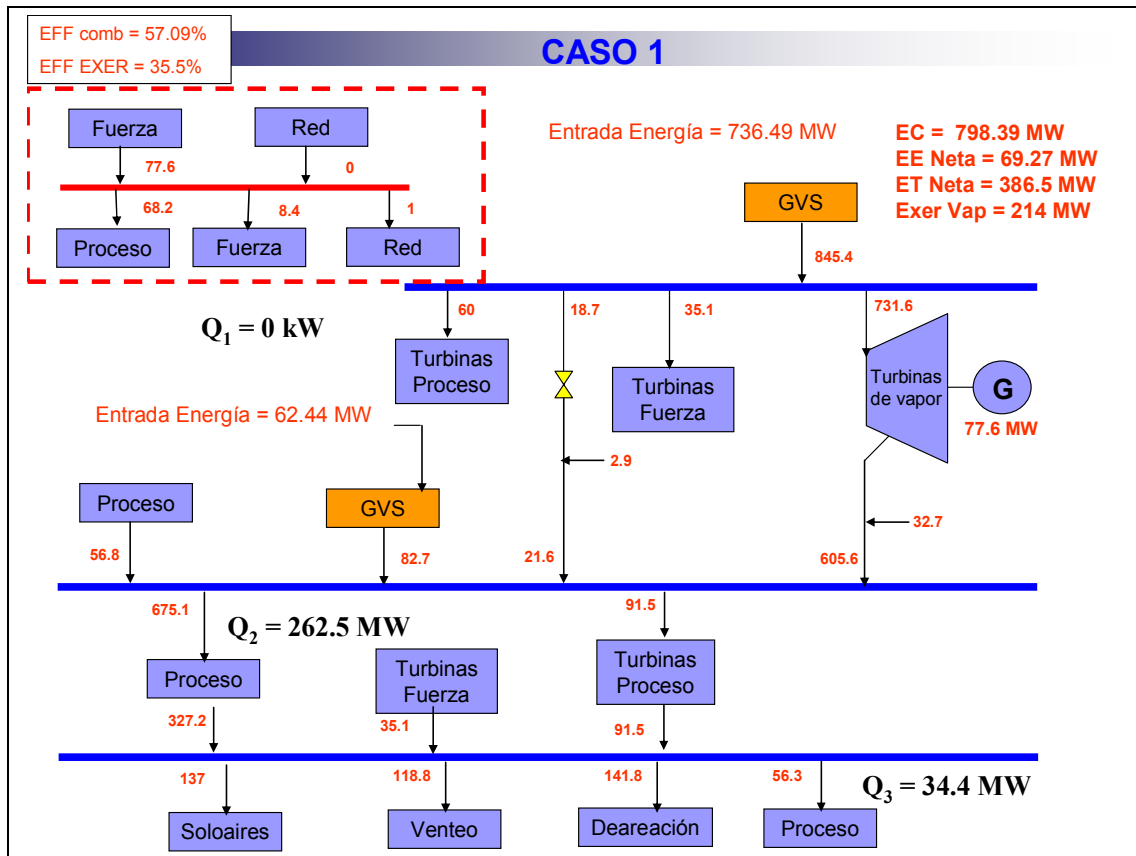 EFF comb = 57.09%
EFF EXER = 35.5%
CASO 1
Fuerza
Red
77.6
0
68.2
8.4
1
Proceso
Fuerza
Red
Entrada Energía = 736.49 MW
EC = 798.39 MW
EE Neta = 69.27 MW
ET Neta = 386.5 MW
Exer Vap = 214 MW
GVS
845.4
Q1 = 0 kW
60
18.7
35.1
731.6
Turbinas
Proceso
Turbinas
Fuerza
Turbinas
de vapor
G
77.6 MW
Entrada Energía = 62.44 MW
2.9
Proceso
GVS
32.7
56.8
82.7
21.6
605.6
675.1
Q2 = 262.5 MW
91.5
Proceso
Turbinas
Fuerza
Turbinas
Proceso
327.2
35.1
91.5
137
118.8
141.8
56.3
Q3 = 34.4 MW
Soloaires
Venteo
Deareación
Proceso